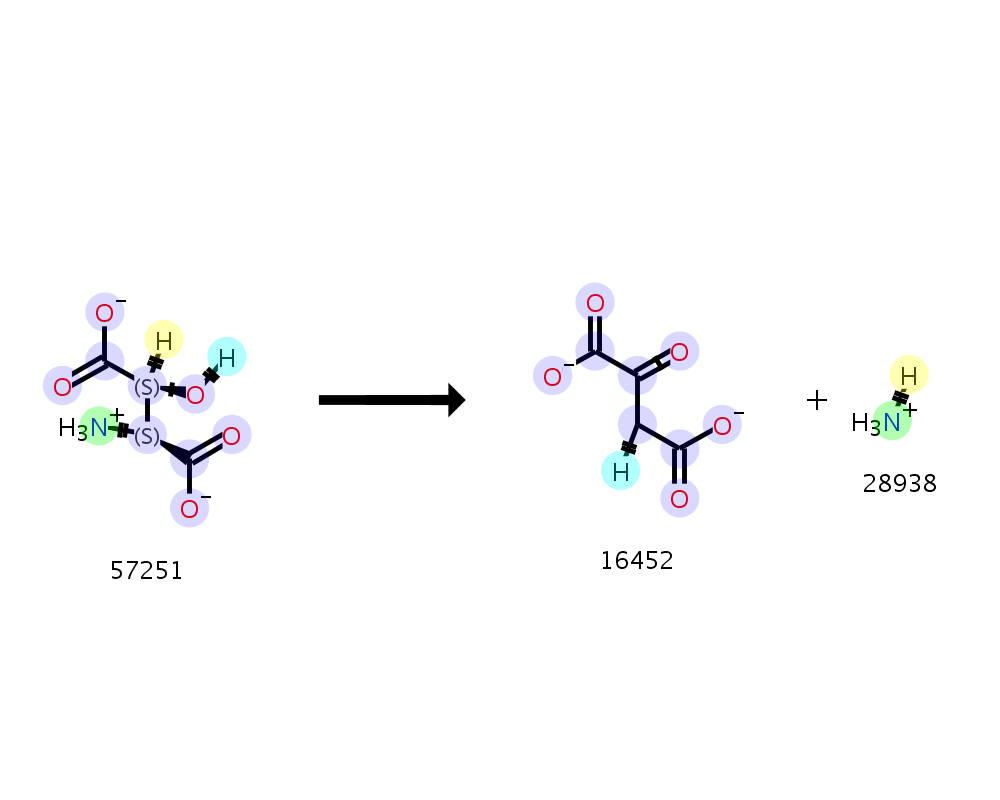 O⁻ H H
O (S) O
H₃N⁺ (S) O
O⁻
57251
O
O⁻ O
O⁻
H O
16452
+
H
H₃N⁺
28938